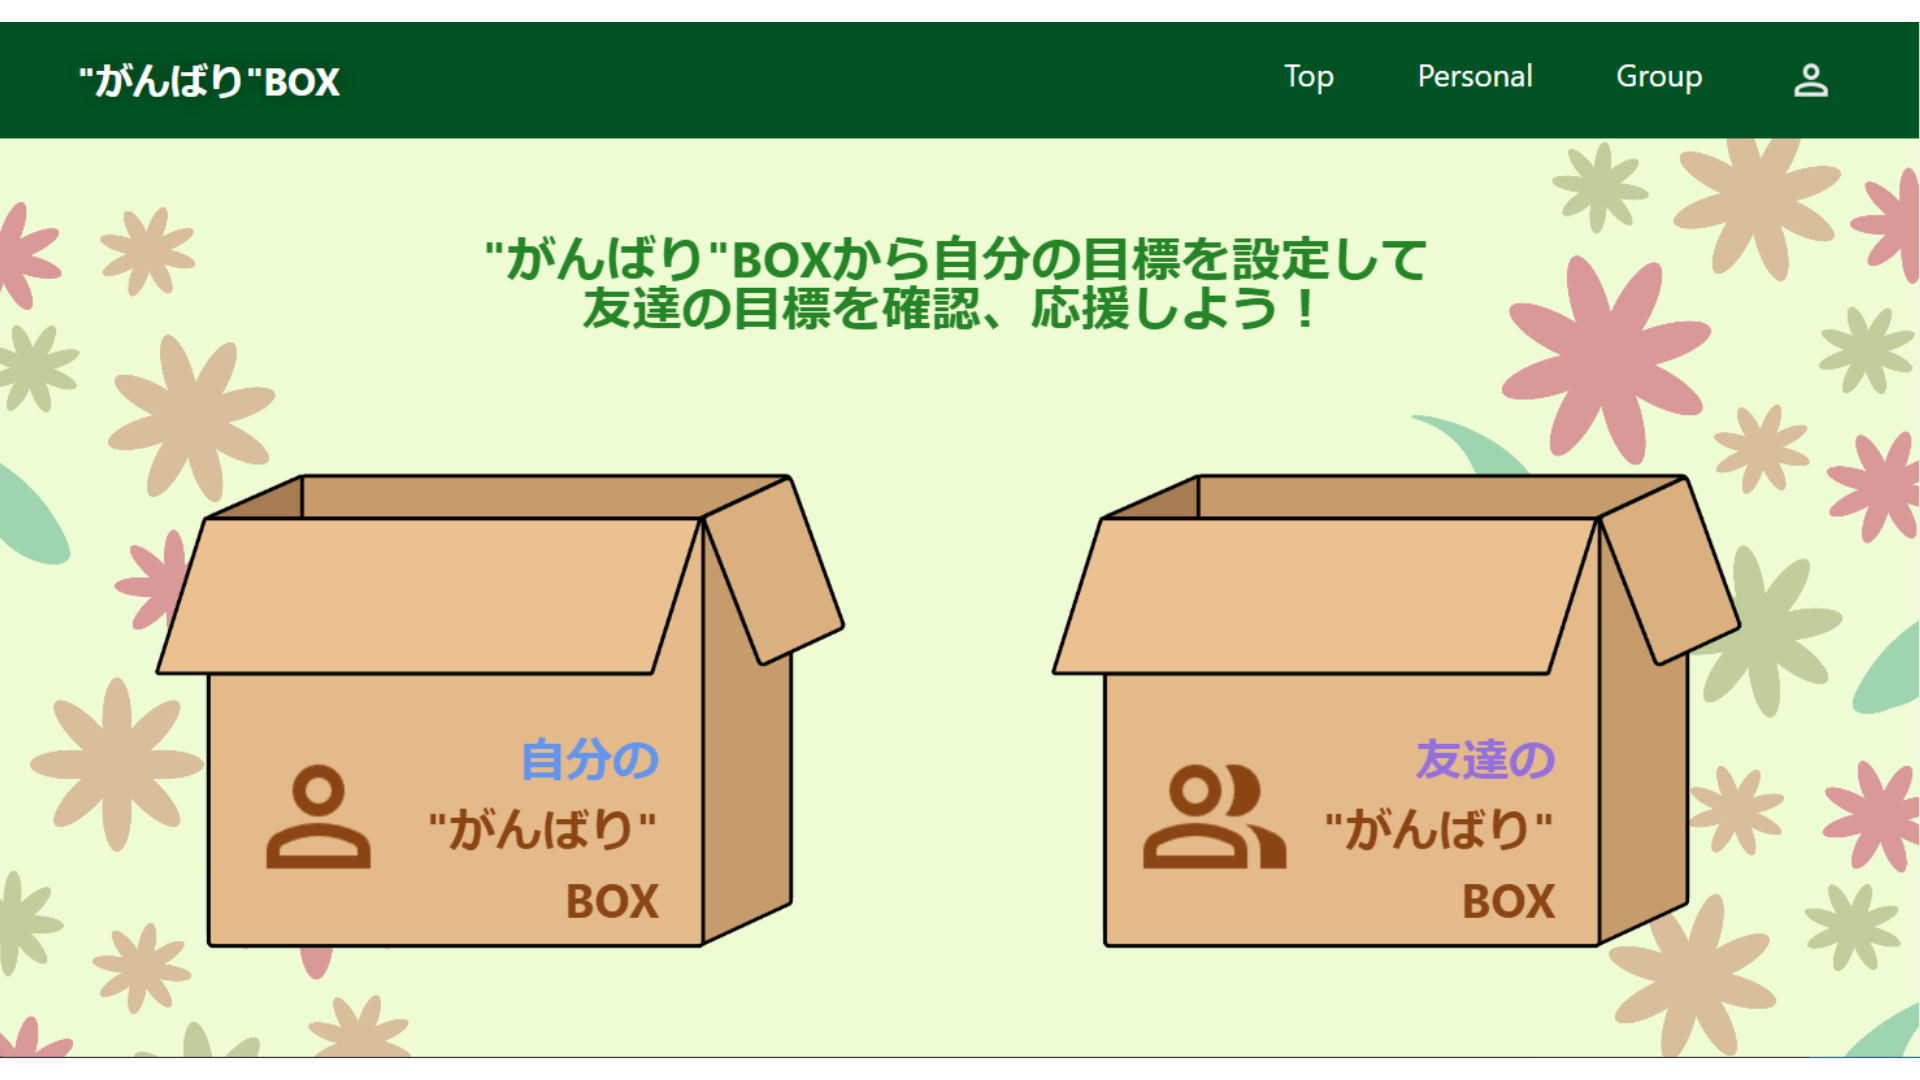 "がんばり"BOX
Top
Personal
Group
"がんばり"BOXから自分の目標を設定して
友達の目標を確認、応援しよう！
自分の
"がんばり"
BOX
友達の
"がんばり"
BOX